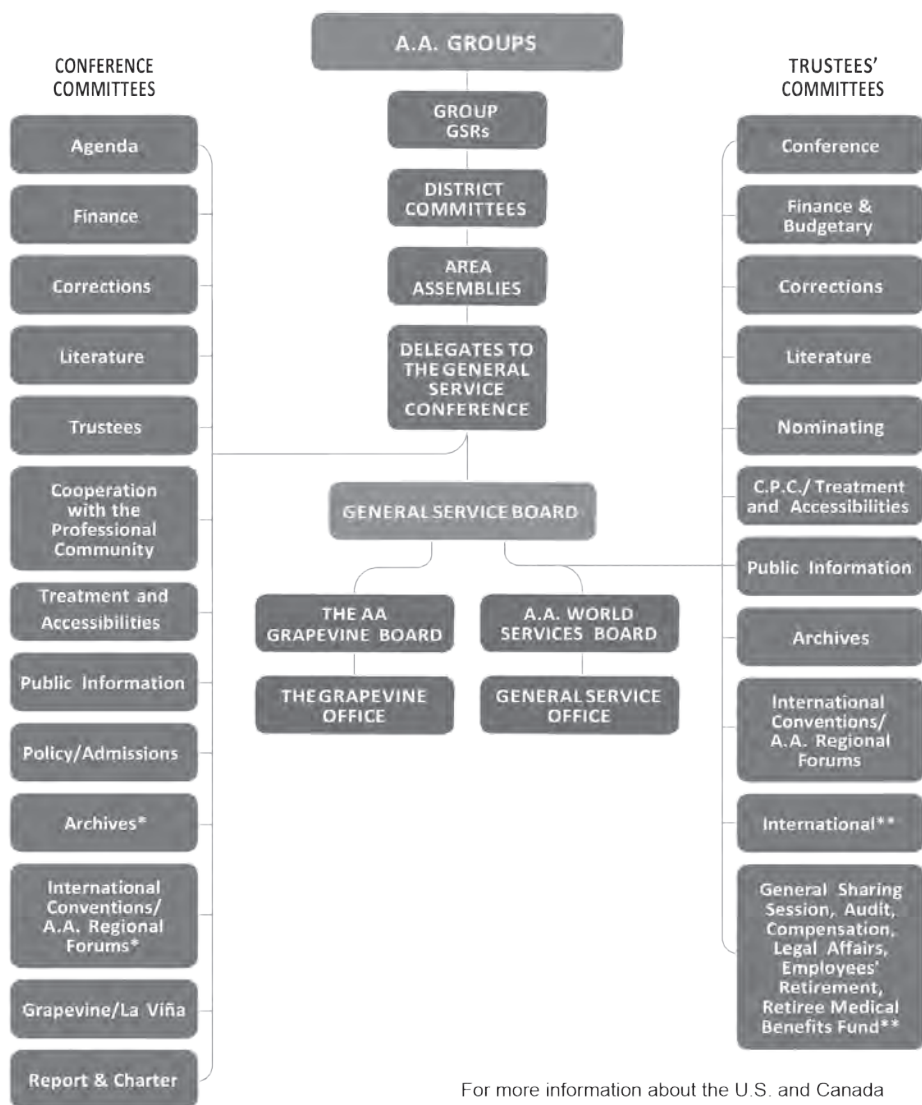 A.A. GROUPS
CONFERENCE
COMMITTEES
Agenda
Finance
Corrections
Literature
Trustees
Cooperation
with the
Professional
Community
Treatment and
Accessibilities
Public Information
Policy/Admissions
Archives*
International
Conventions/
A.A. Regional
Forums*
Grapevine/La Viña
Report & Charter
GROUP
GSRs
DISTRICT
COMMITTEES
AREA
ASSEMBLIES
DELEGATES TO
THE GENERAL
SERVICE
CONFERENCE
GENERAL SERVICE BOARD
THE AA
GRAPEVINE BOARD
A.A. WORLD
SERVICES BOARD
THE GRAPEVINE
OFFICE
GENERAL SERVICE
OFFICE
TRUSTEES'
COMMITTEES
Conference
Finance &
Budgetary
Corrections
Literature
Nominating
C.P.C./ Treatment
and Accessibilities
Public Information
Archives
International
Conventions/
A.A. Regional
Forums
International**
General Sharing
Session, Audit,
Compensation,
Legal Affairs,
Employees'
Retirement,
Retiree Medical
Benefits Fund**
For more information about the U.S. and Canada